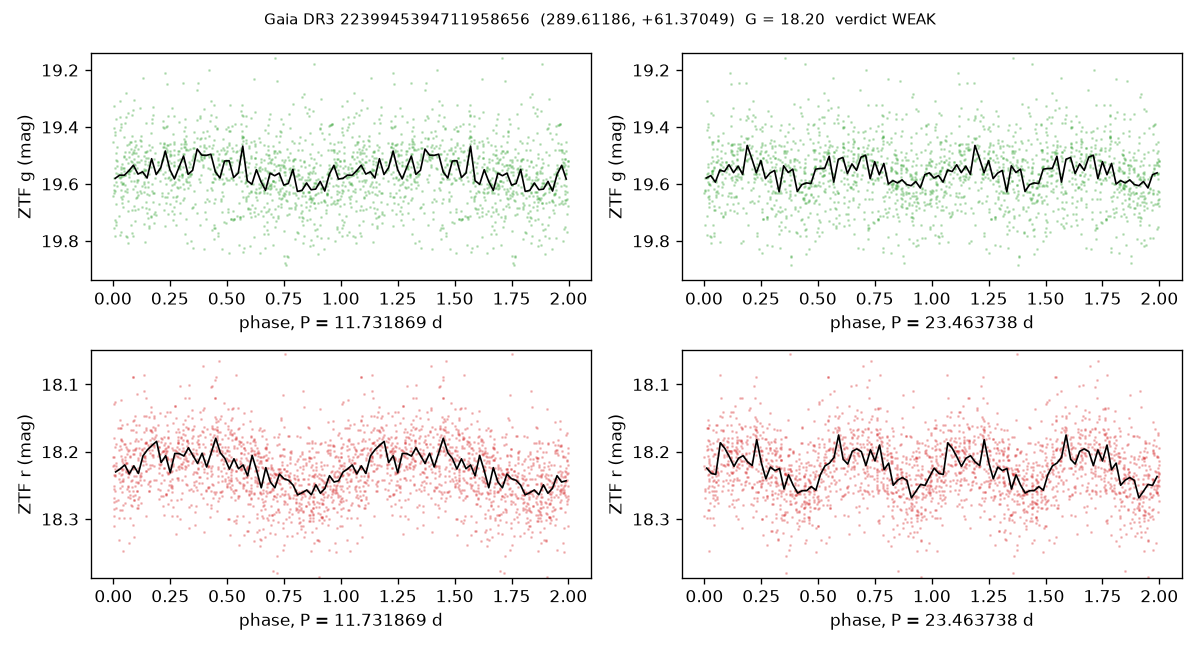 Gaia DR3 2239945394711958656 (289.61186, +61.37049) G = 18.20 verdict WEAK
ZTF g (mag)
19.2
19.4
19.6
19.8
0.00 0.25 0.50 0.75 1.00 1.25 1.50 1.75 2.00
phase, P = 11.731869 d
ZTF g (mag)
19.2
19.4
19.6
19.8
0.00 0.25 0.50 0.75 1.00 1.25 1.50 1.75 2.00
phase, P = 23.463738 d
ZTF r (mag)
18.1
18.2
18.3
0.00 0.25 0.50 0.75 1.00 1.25 1.50 1.75 2.00
phase, P = 11.731869 d
ZTF r (mag)
18.1
18.2
18.3
0.00 0.25 0.50 0.75 1.00 1.25 1.50 1.75 2.00
phase, P = 23.463738 d